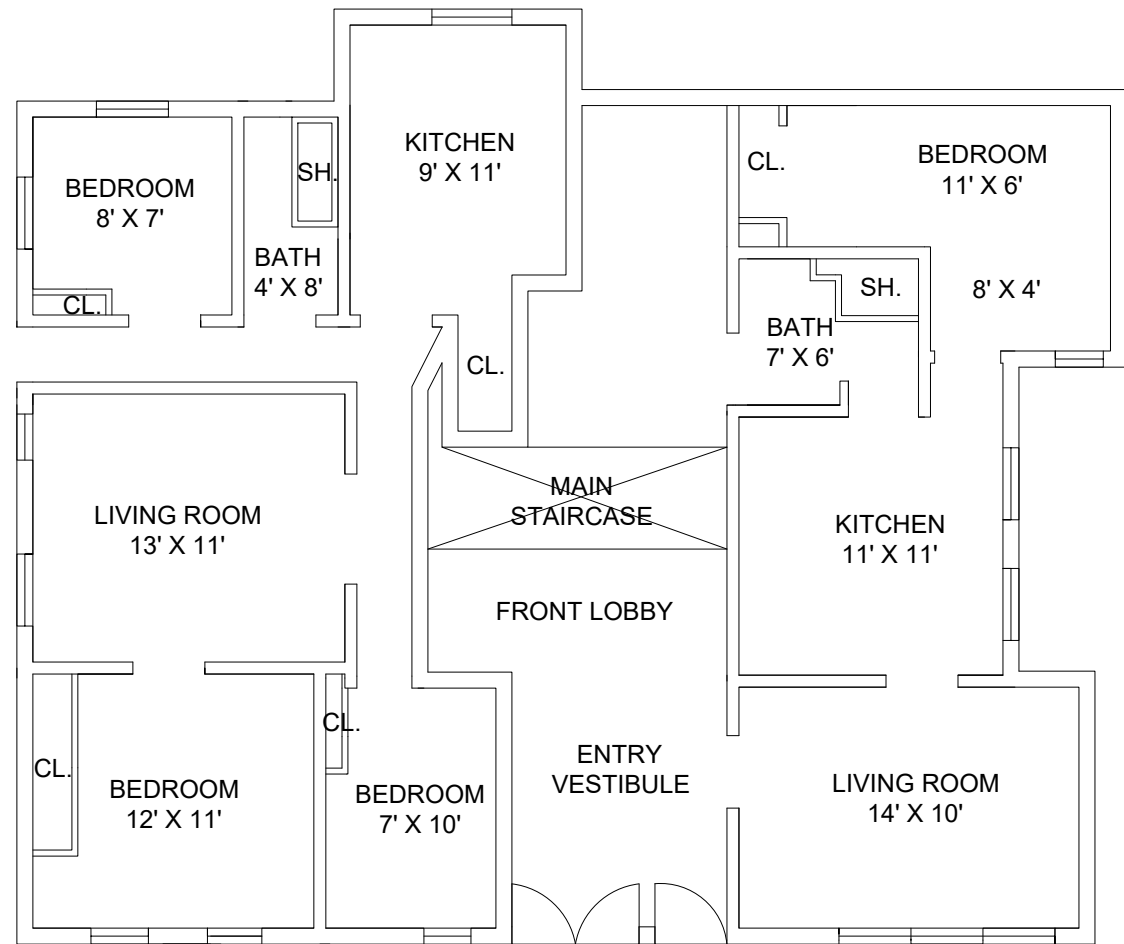 KITCHEN
9' X 11'
BEDROOM
8' X 7'
SH.
BATH
4' X 8'
CL.
CL.
CL.
BEDROOM
11' X 6'
8' X 4'
SH.
BATH
7' X 6'
LIVING ROOM
13' X 11'
MAIN
STAIRCASE
KITCHEN
11' X 11'
FRONT LOBBY
CL.
CL.
BEDROOM
12' X 11'
BEDROOM
7' X 10'
ENTRY
VESTIBULE
LIVING ROOM
14' X 10'